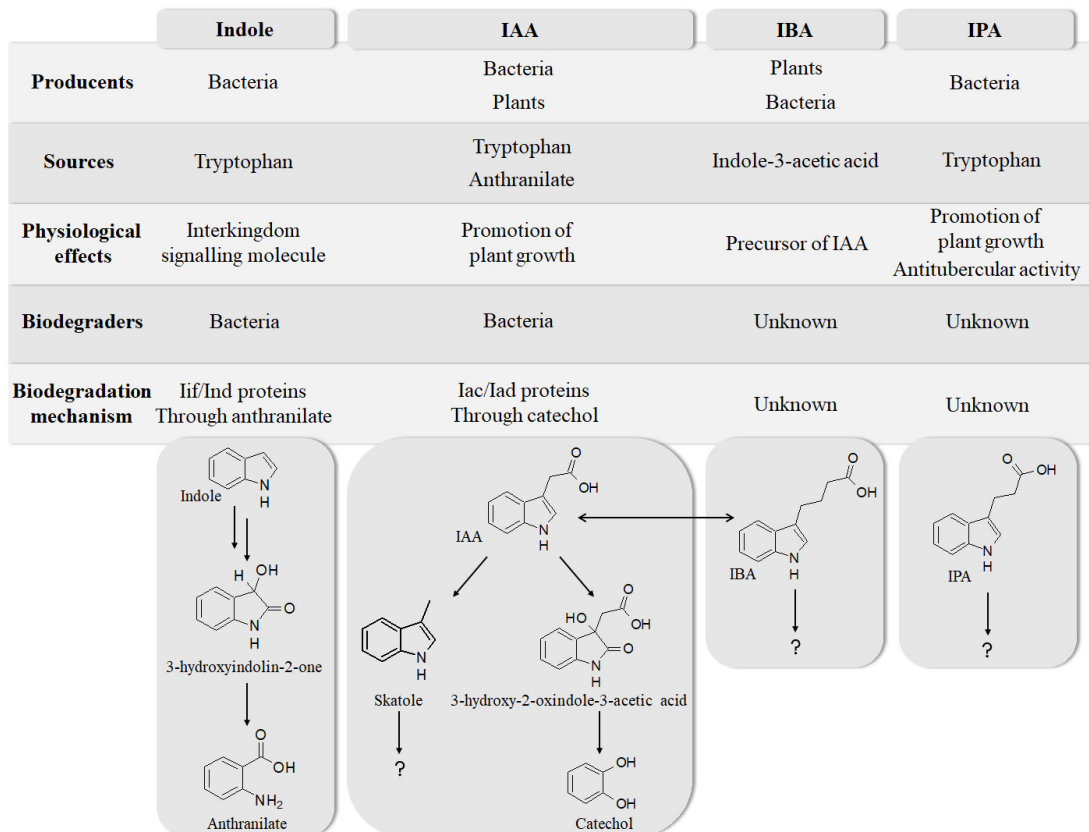 Indole IAA IBA IPA
Producents
Bacteria
Bacteria
Plants
Plants
Bacteria
Bacteria
Sources
Tryptophan
Tryptophan
Anthranilate
Indole-3-acetic acid
Tryptophan
Physiological
effects
Interkingdom
signalling molecule
Promotion of
plant growth
Precursor of IAA
Promotion of
plant growth
Antitubercular activity
Biodegraders
Bacteria
Bacteria
Unknown
Unknown
Biodegradation
mechanism
Iif/Ind proteins
Through anthranilate
Iac/Iad proteins
Through catechol
Unknown
Unknown
N
H
Indole
H
OH
O
N
H
3-hydroxyindolin-2-one
O
OH
NH2
Anthranilate
O
OH
N
H
IAA
N
H
Skatole
?
HO
O
OH
O
N
H
3-hydroxy-2-oxindole-3-acetic acid
OH
OH
Catechol
O
OH
N
H
IBA
?
O
OH
N
H
IPA
?